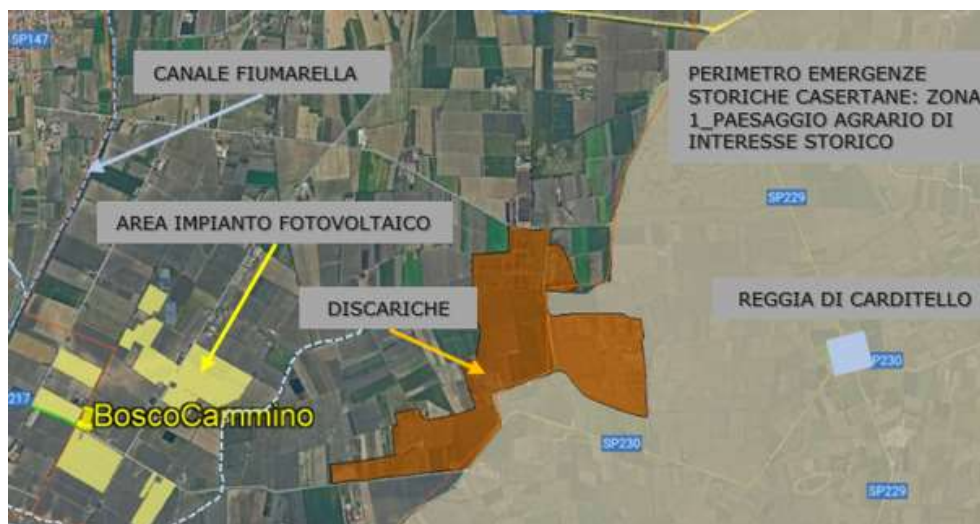 SP147
CANALE FIUMARELLA
PERIMETRO EMERGENZE
STORICHE CASERTANE: ZONA
1_PAESAGGIO AGRARIO DI
INTERESSE STORICO
SP229
AREA IMPIANTO FOTOVOLTAICO
DISCARICHE
REGGIA DI CARDITELLO
SP230
217
BoscoCammino
SP230
SP229